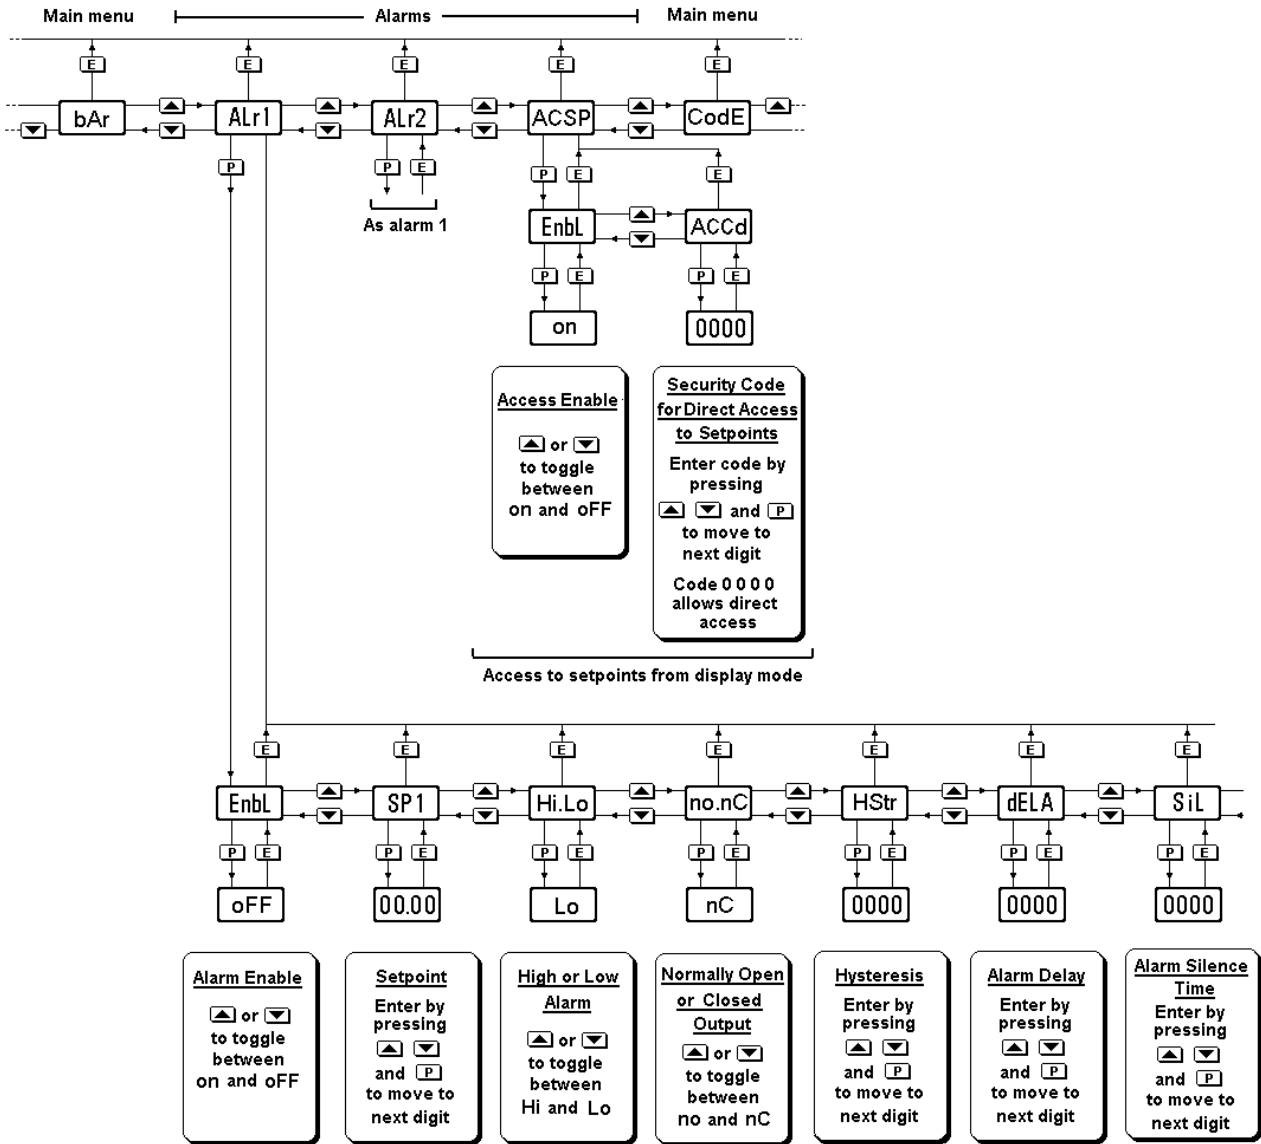 Main menu Alarms Main menu
E E E E E
bAr ALr1 ALr2 ACSP CodE
P P E P E E
As alarm 1
EnbL ACCd
P E P E
on 0000
Access Enable
or
to toggle
between
on and oFF
Security Code
for Direct Access
to Setpoints
Enter code by
pressing
and P
to move to
next digit
Code 0 0 0 0
allows direct
access
Access to setpoints from display mode
E E E E E E E
EnbL SP1 Hi.Lo no.nC HStr dELA SiL
P E P E P E P E P E P E P E
oFF 00.00 Lo nC 0000 0000 0000
Alarm Enable
or
to toggle
between
on and oFF
Setpoint
Enter by
pressing
and P
to move to
next digit
High or Low
Alarm
or
to toggle
between
Hi and Lo
Normally Open
or Closed
Output
or
to toggle
between
no and nC
Hysteresis
Enter by
pressing
and P
to move to
next digit
Alarm Delay
Enter by
pressing
and P
to move to
next digit
Alarm Silence
Time
Enter by
pressing
and P
to move to
next digit